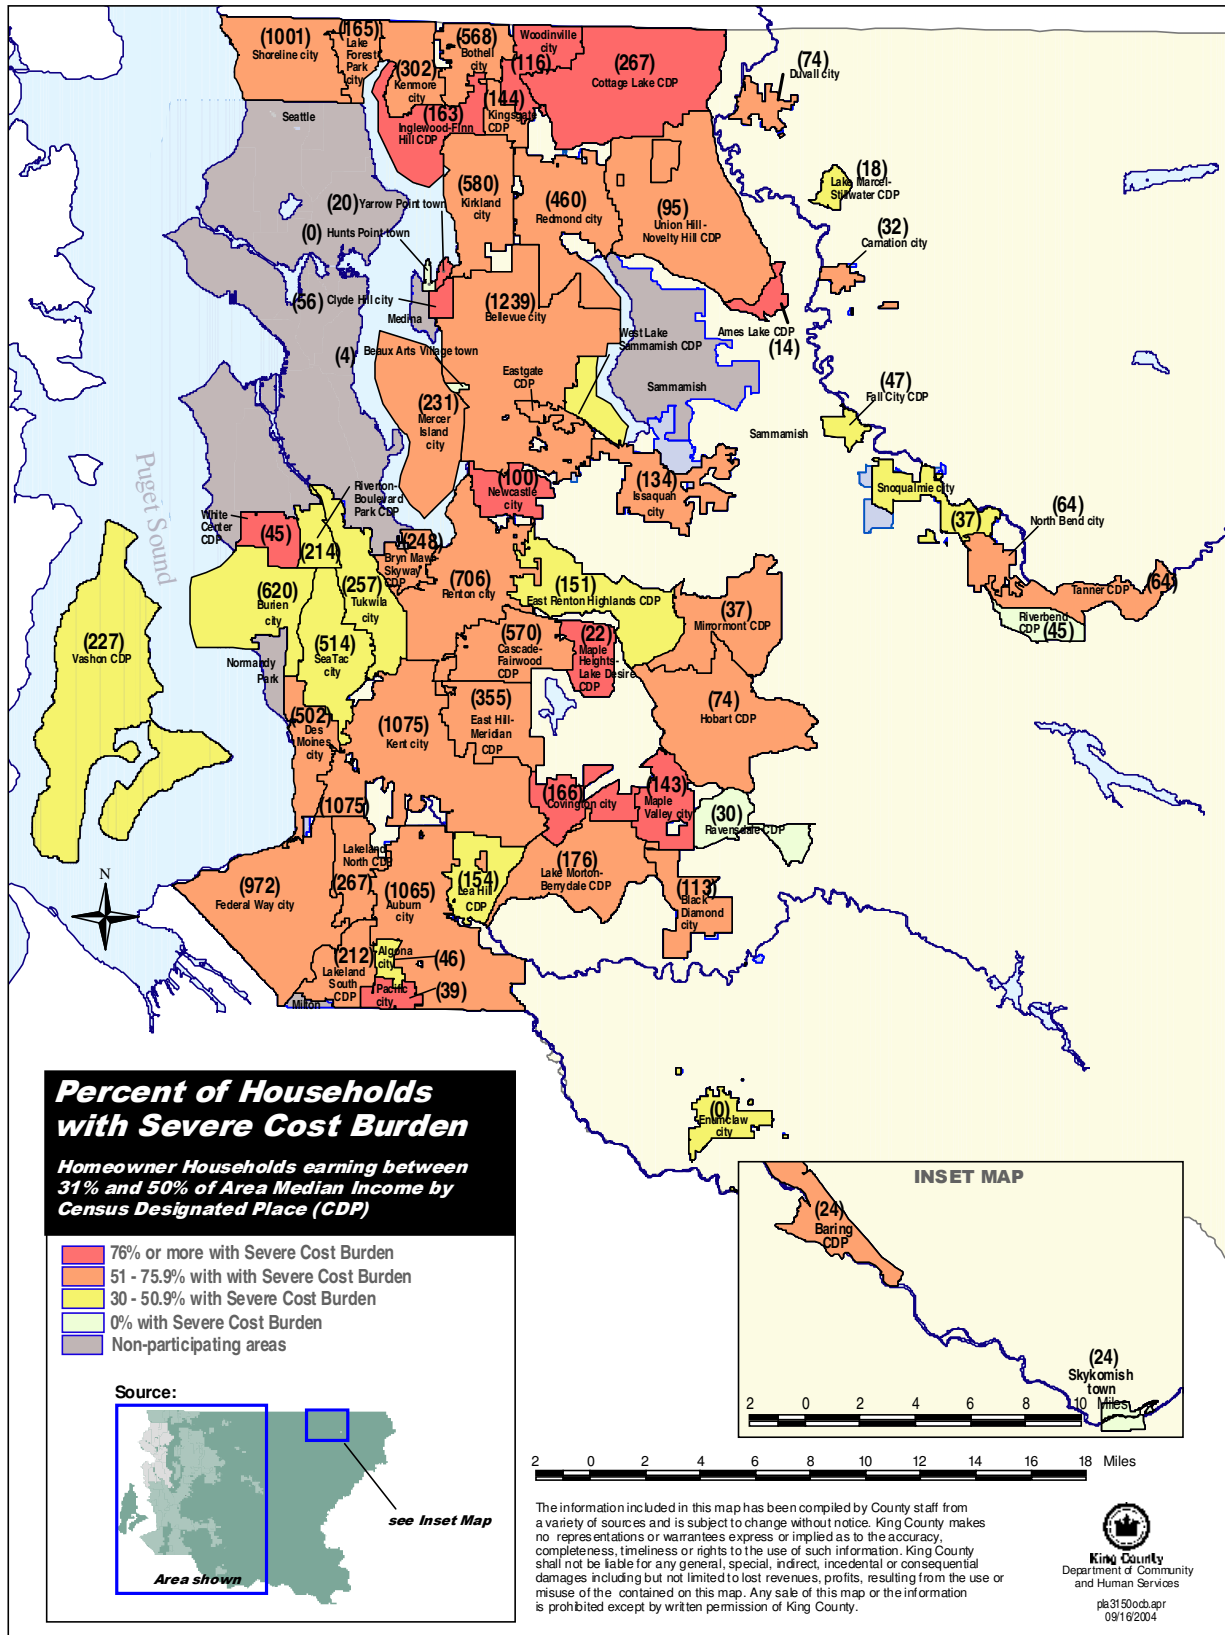 (1001)
Shoreline city
(165)
Lake
Forest
Park
city
(302)
Kenmore
city
(568)
Bothell
city
Woodinville
city
(116)
(267)
Cottage Lake CDP
(74)
Duvall city
(144)
Kingsgate
CDP
(163)
Inglewood-Finn
Hill CDP
Seattle
(18)
Lake Marcel-
Stillwater CDP
(20) Yarrow Point town
(0) Hunts Point town
(580)
Kirkland
city
(460)
Redmond city
(95)
Union Hill -
Novelty Hill CDP
(32)
Carnation city
(56) Clyde Hill city
Medina
(1239)
Bellevue city
West Lake
Sammamish CDP
Ames Lake CDP
(14)
(4)
Beaux Arts Village town
Eastgate
CDP
Sammamish
(47)
Fall City CDP
(231)
Mercer
Island
city
Sammamish
Puget Sound
(100)
Newcastle
city
(134)
Issaquah
city
Snoqualmie city
(37)
(64)
North Bend city
Riverton-
Boulevard
Park CDP
White
Center
CDP
(45)
(214)
(248)
Bryn Mawr-
Skyway
CDP
(706)
Renton city
(151)
East Renton Highlands CDP
Tanner CDP
(64)
Riverbend
CDP
(45)
(620)
Burien
city
(257)
Tukwila
city
(37)
Mirrormont CDP
(227)
Vashon CDP
Normandy
Park
(514)
SeaTac
city
(570)
Cascade-
Fairwood
CDP
(22)
Maple
Heights-
Lake Desire
CDP
(74)
Hobart CDP
(502)
Des
Moines
city
(1075)
Kent city
(355)
East Hill-
Meridian
CDP
(1075)
(166)
Covington city
(143)
Maple
Valley city
(30)
Ravensdale CDP
Lakeland
North CDP
(267)
(972)
Federal Way city
(1065)
Auburn
city
(154)
Lea Hill
CDP
(176)
Lake Morton-
Berrydale CDP
(113)
Black
Diamond
city
N
(212)
Lakeland
South
CDP
Algona
city
(46)
Pacific
city
(39)
Milton
(0)
Enumclaw
city
Percent of Households
with Severe Cost Burden
Homeowner Households earning between
31% and 50% of Area Median Income by
Census Designated Place (CDP)
76% or more with Severe Cost Burden
51 - 75.9% with with Severe Cost Burden
30 - 50.9% with Severe Cost Burden
0% with Severe Cost Burden
Non-participating areas
Source:
see Inset Map
Area shown
INSET MAP
(24)
Baring
CDP
(24)
Skykomish
town
2 0 2 4 6 8 10 Miles
2 0 2 4 6 8 10 12 14 16 18 Miles
The information included in this map has been compiled by County staff from
a variety of sources and is subject to change without notice. King County makes
no representations or warrantees express or implied as to the accuracy,
completeness, timeliness or rights to the use of such information. King County
shall not be liable for any general, special, indirect, incedental or consequential
damages including but not limited to lost revenues, profits, resulting from the use or
misuse of the contained on this map. Any sale of this map or the information
is prohibited except by written permission of King County.
King County
Department of Community
and Human Services
pla3150ocb.apr
09/16/2004